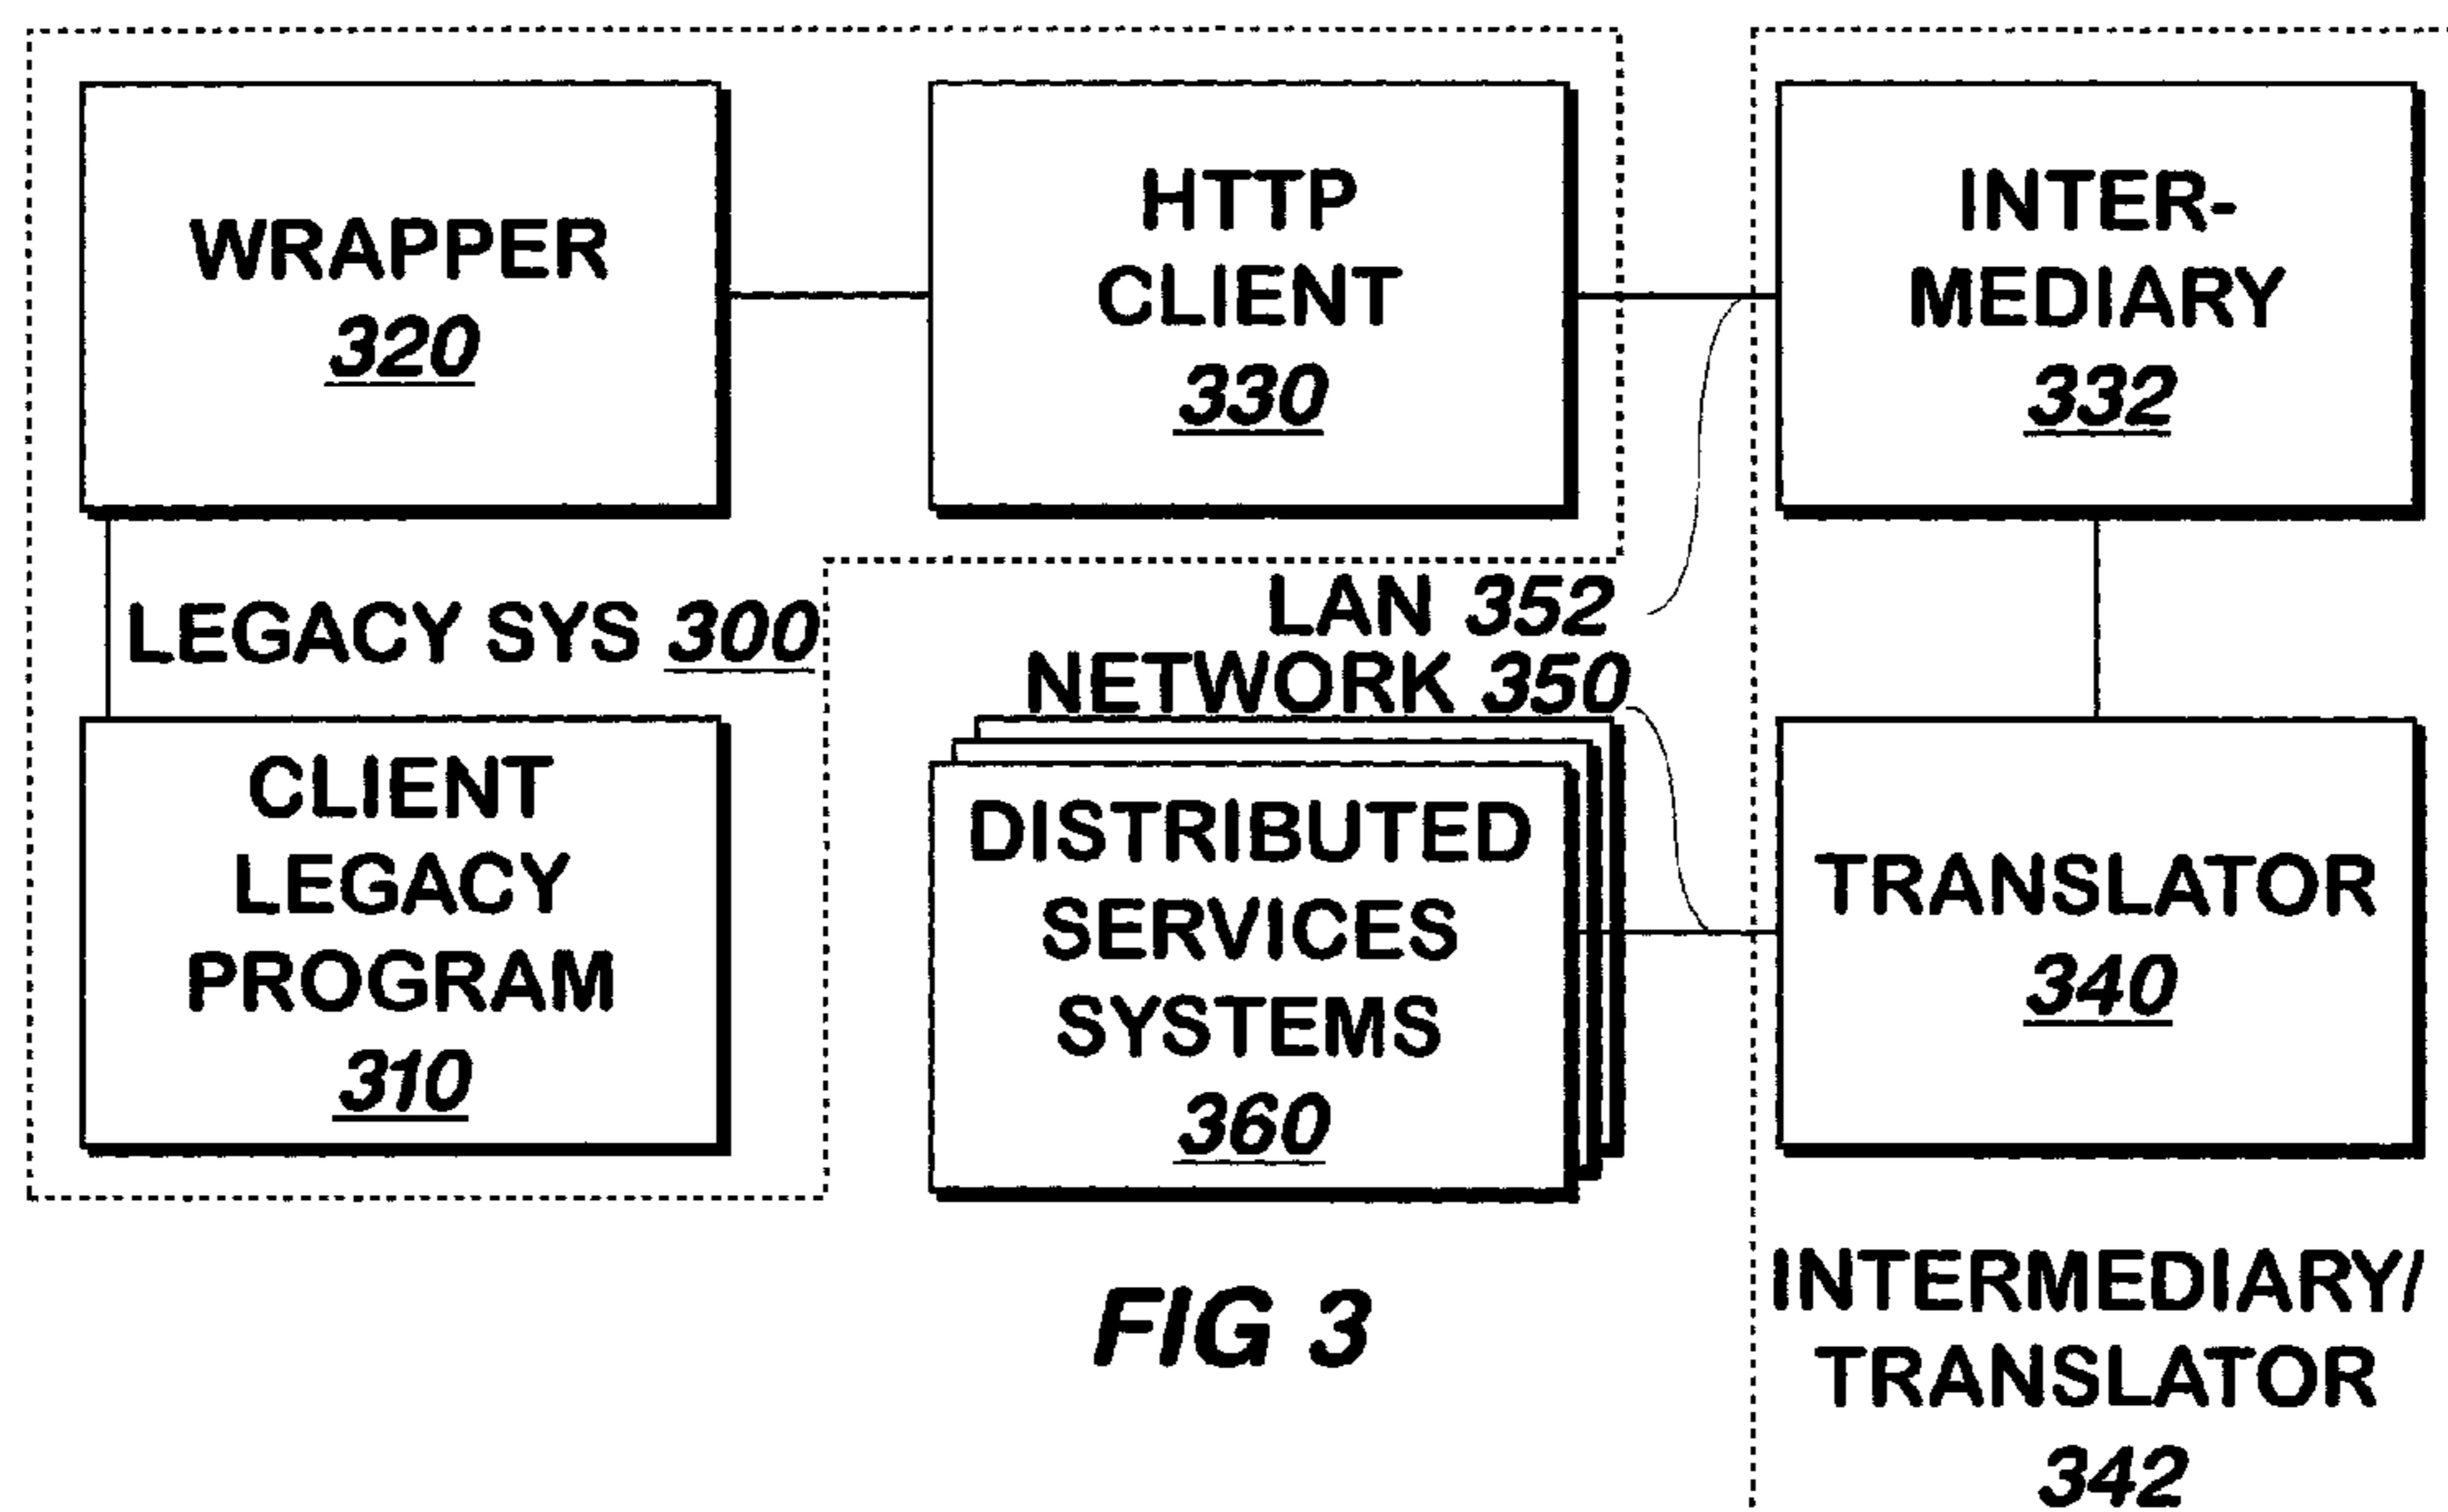 WRAPPER
320
HTTP
CLIENT
330
INTER-
MEDIARY
332
LEGACY SYS 300
LAN 352
NETWORK 350
CLIENT
LEGACY
PROGRAM
310
DISTRIBUTED
SERVICES
SYSTEMS
360
TRANSLATOR
340
INTERMEDIARY/
TRANSLATOR
342
FIG 3